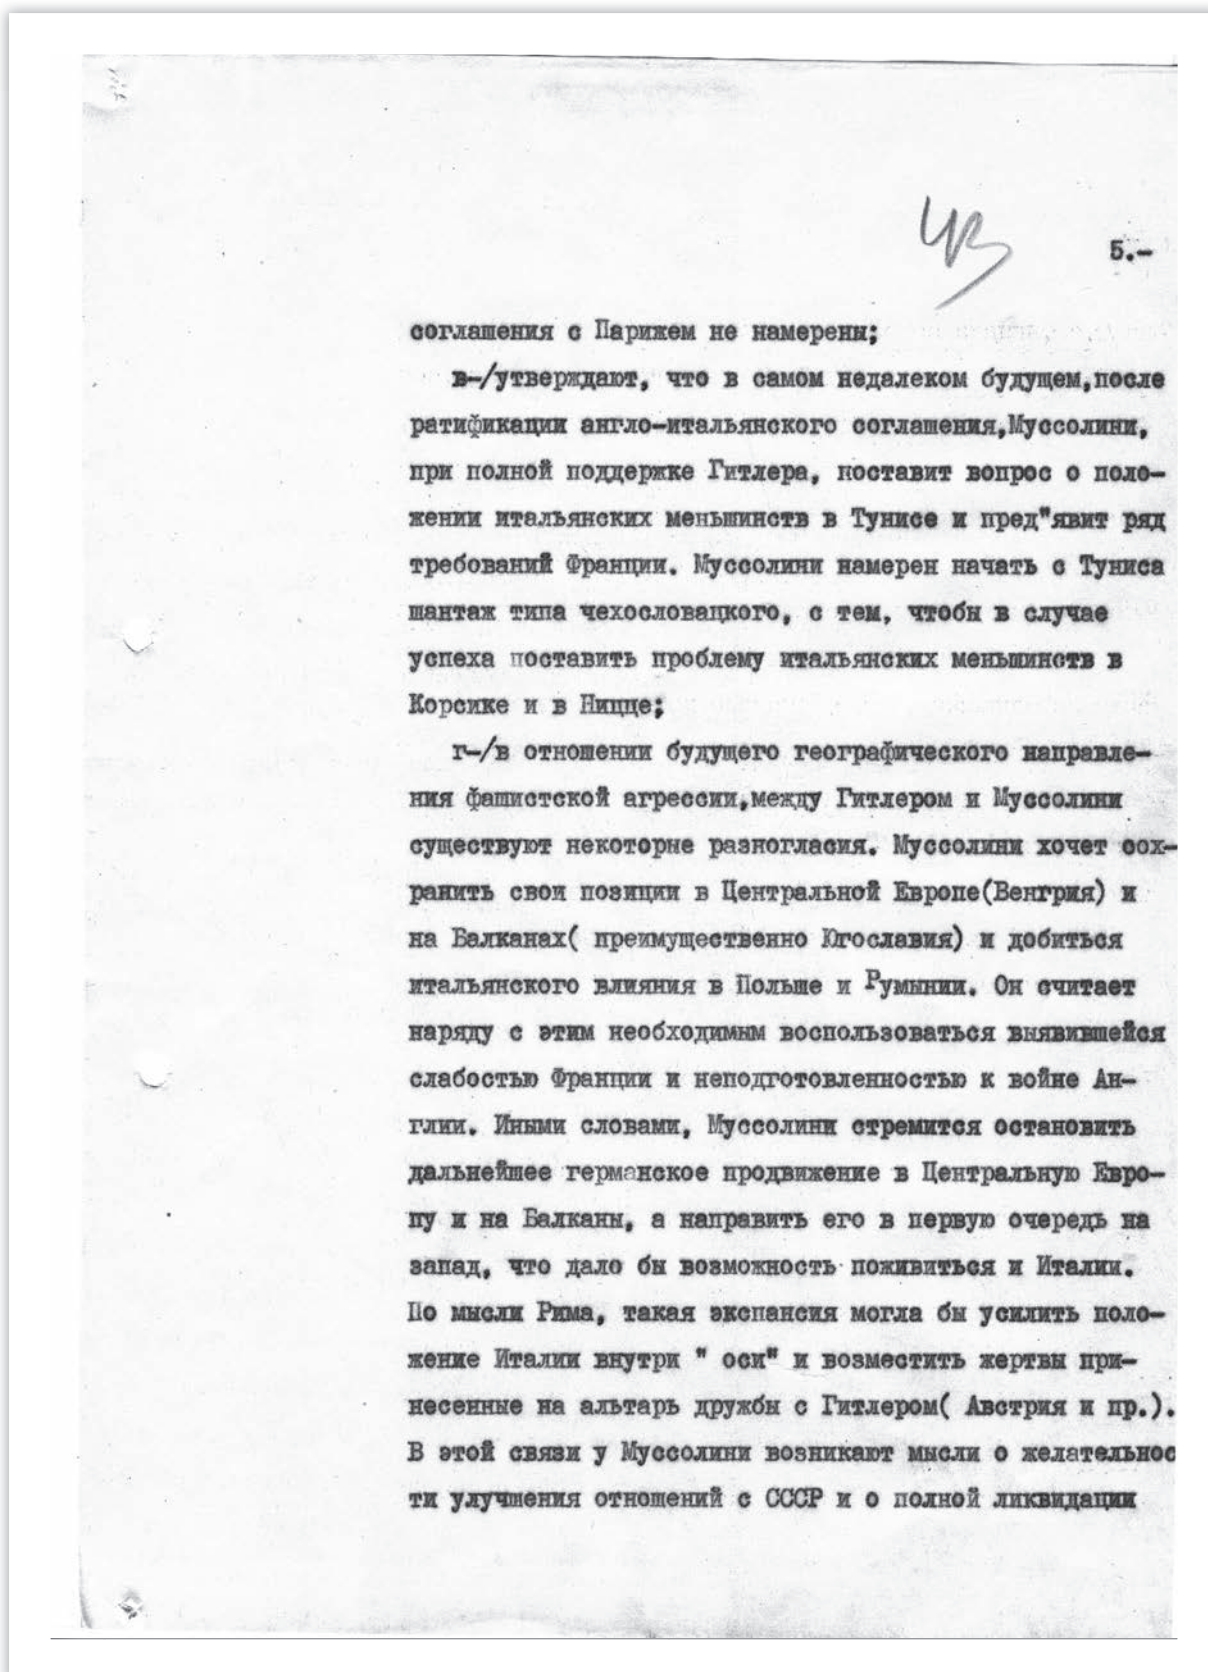 43
5.-
соглашения с Парижем не намерены;
в-/утверждают, что в самом недалеком будущем,после
ратификации англо-итальянского соглашения,Муссолини,
при полной поддержке Гитлера, поставит вопрос о поло-
жении итальянских меньшинств в Тунисе и пред"явит ряд
требований Франции. Муссолини намерен начать с Туниса
шантаж типа чехословацкого, с тем, чтобы в случае
успеха поставить проблему итальянских меньшинств в
Корсике и в Ницце;
г-/в отношении будущего географического направле-
ния фашистской агрессии,между Гитлером и Муссолини
существуют некоторые разногласия. Муссолини хочет сох-
ранить свои позиции в Центральной Европе(Венгрия) и
на Балканах( преимущественно Югославия) и добиться
итальянского влияния в Польше и Румынии. Он считает
наряду с этим необходимым воспользоваться выявившейся
слабостью Франции и неподготовленностью к войне Ан-
глии. Иными словами, Муссолини стремится остановить
дальнейшее германское продвижение в Центральную Евро-
пу и на Балканы, а направить его в первую очередь на
запад, что дало бы возможность поживиться и Италии.
По мысли Рима, такая экспансия могла бы усилить поло-
жение Италии внутри " оси" и возместить жертвы при-
несенные на альтарь дружбы с Гитлером( Австрия и пр.).
В этой связи у Муссолини возникают мысли о желательнос
ти улучшения отношений с СССР и о полной ликвидации